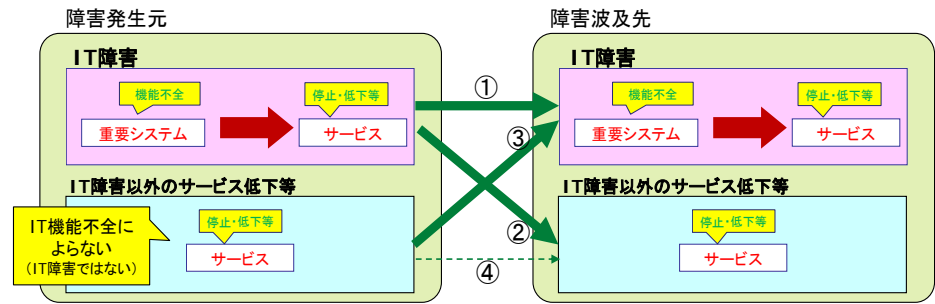 障害発生元
IT障害
機能不全
停止・低下等
重要システム
サービス
IT障害以外のサービス低下等
停止・低下等
サービス
IT機能不全に
よらない
(IT障害ではない)
①
③
②
④
障害波及先
IT障害
機能不全
停止・低下等
重要システム
サービス
IT障害以外のサービス低下等
停止・低下等
サービス